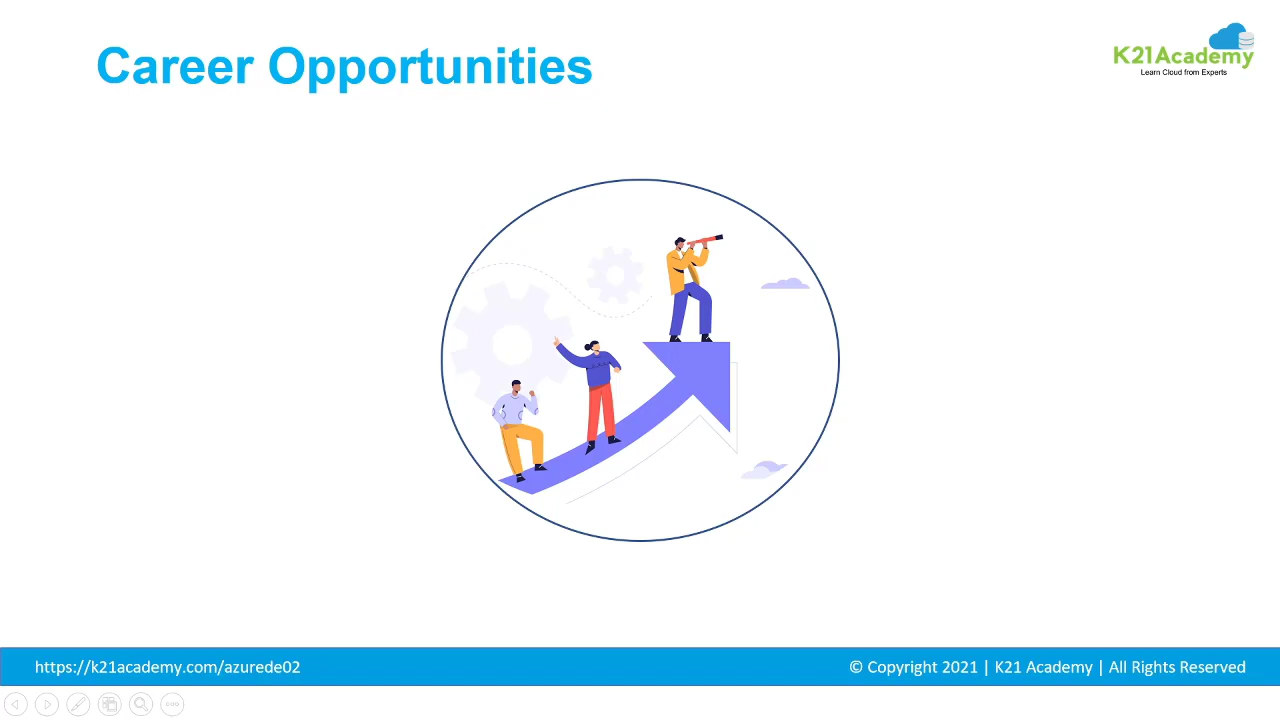 Career Opportunities
K21Academy
Learn Cloud from Experts
https://k21academy.com/azurede02
© Copyright 2021 | K21 Academy | All Rights Reserved